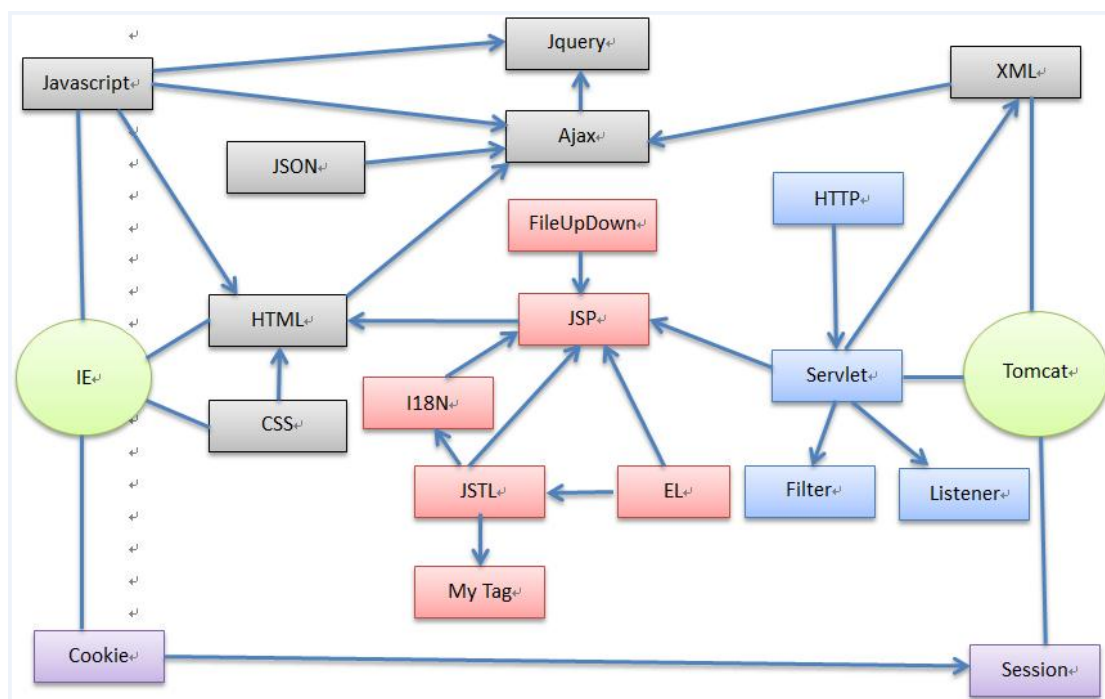 Jquery
Javascript
XML
Ajax
JSON
HTTP
FileUpDown
HTML
JSP
IE
Servlet
Tomcat
I18N
CSS
JSTL
EL
Filter
Listener
My Tag
Cookie
Session